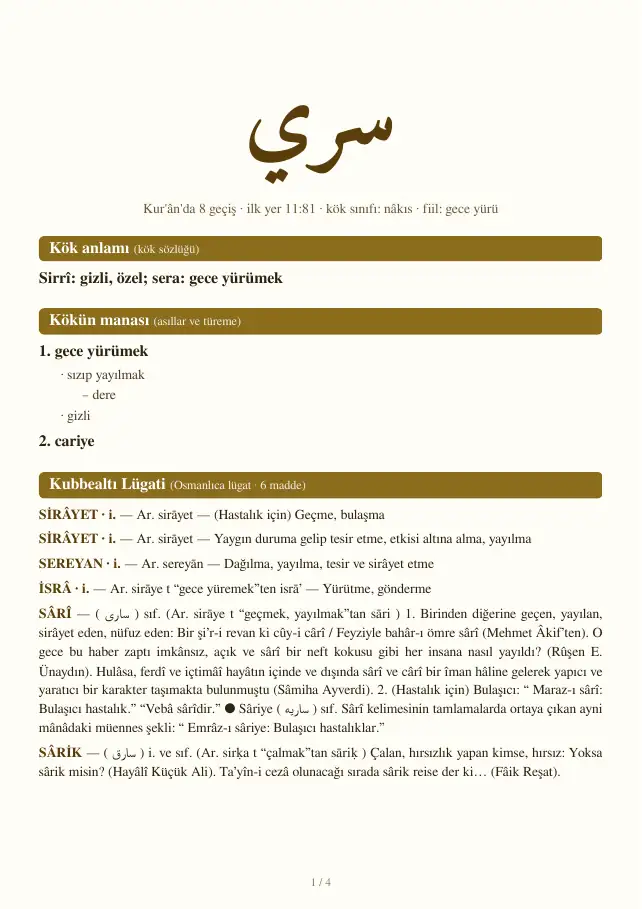 سري
Kur'ân'da 8 geçiş · ilk yer 11:81 · kök sınıfı: nâkıs · fiil: gece yürü
Kök anlamı (kök sözlüğü)
Sirrî: gizli, özel; sera: gece yürümek
Kökün manası (asıllar ve türeme)
1. gece yürümek
· sızıp yayılmak
– dere
· gizli
2. cariye
Kubbealtı Lügati (Osmanlıca lügat · 6 madde)
SİRÂYET · i. — Ar. sirāyet — (Hastalık için) Geçme, bulaşma
SİRÂYET · i. — Ar. sirāyet — Yaygın duruma gelip tesir etme, etkisi altına alma, yayılma
SEREYAN · i. — Ar. sereyān — Dağılma, yayılma, tesir ve sirâyet etme
İSRÂ · i. — Ar. sirāye t “gece yüremek”ten isrā’ — Yürütme, gönderme
SÂRÎ — ( ساری ) sıf. (Ar. sirāye t “geçmek, yayılmak”tan sāri ) 1. Birinden diğerine geçen, yayılan,
sirâyet eden, nüfuz eden: Bir şi’r-i revan ki cûy-i cârî / Feyziyle bahâr-ı ömre sârî (Mehmet Âkif’ten). O
gece bu haber zaptı imkânsız, açık ve sârî bir neft kokusu gibi her insana nasıl yayıldı? (Rûşen E.
Ünaydın). Hulâsa, ferdî ve içtimâî hayâtın içinde ve dışında sârî ve cârî bir îman hâline gelerek yapıcı ve
yaratıcı bir karakter taşımakta bulunmuştu (Sâmiha Ayverdi). 2. (Hastalık için) Bulaşıcı: “ Maraz-ı sârî:
Bulaşıcı hastalık.” “Vebâ sârîdir.” ● Sâriye ( ساریه ) sıf. Sârî kelimesinin tamlamalarda ortaya çıkan ayni
mânâdaki müennes şekli: “ Emrâz-ı sâriye: Bulaşıcı hastalıklar.”
SÂRİK — ( سارق ) i. ve sıf. (Ar. sirḳa t “çalmak”tan sāriḳ ) Çalan, hırsızlık yapan kimse, hırsız: Yoksa
sârik misin? (Hayâlî Küçük Ali). Ta’yîn-i cezâ olunacağı sırada sârik reise der ki… (Fâik Reşat).
1 / 4